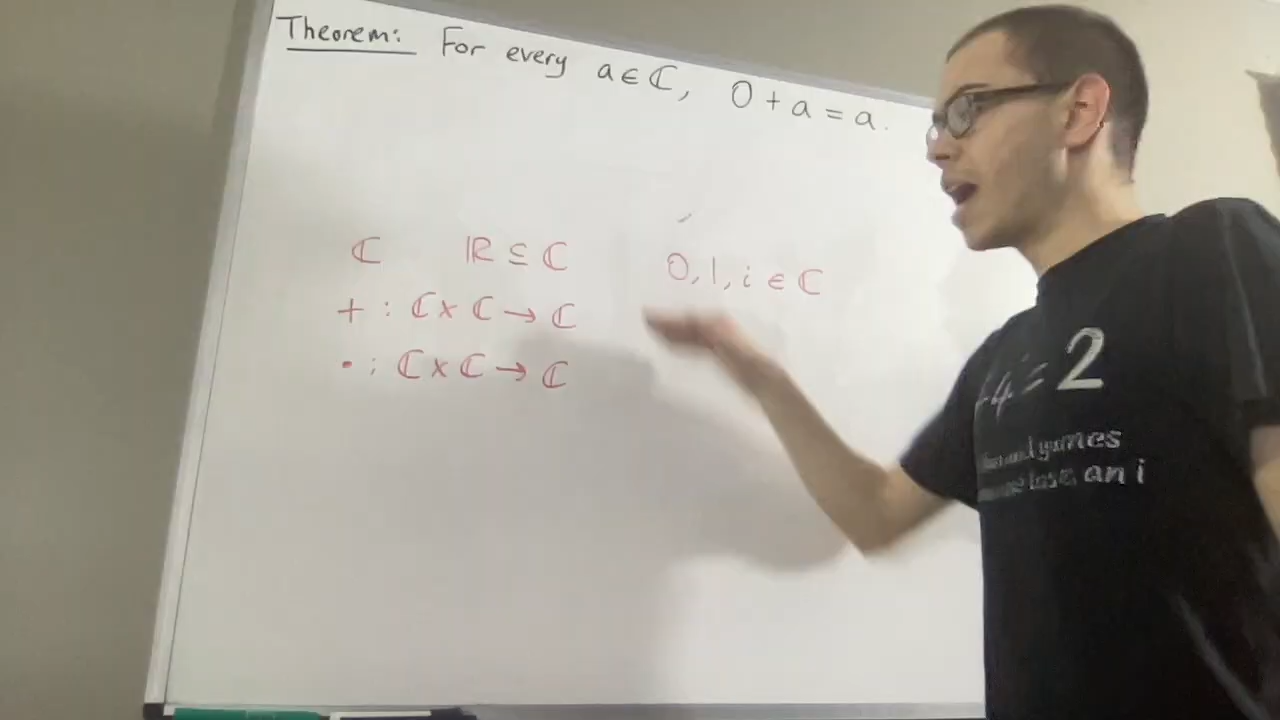 Theorem: For every a ∈ ℂ, 0 + a = a.
ℂ ℝ ⊆ ℂ 0, 1, i ∈ ℂ
+ : ℂ × ℂ → ℂ
• : ℂ × ℂ → ℂ
= 2
games
an i